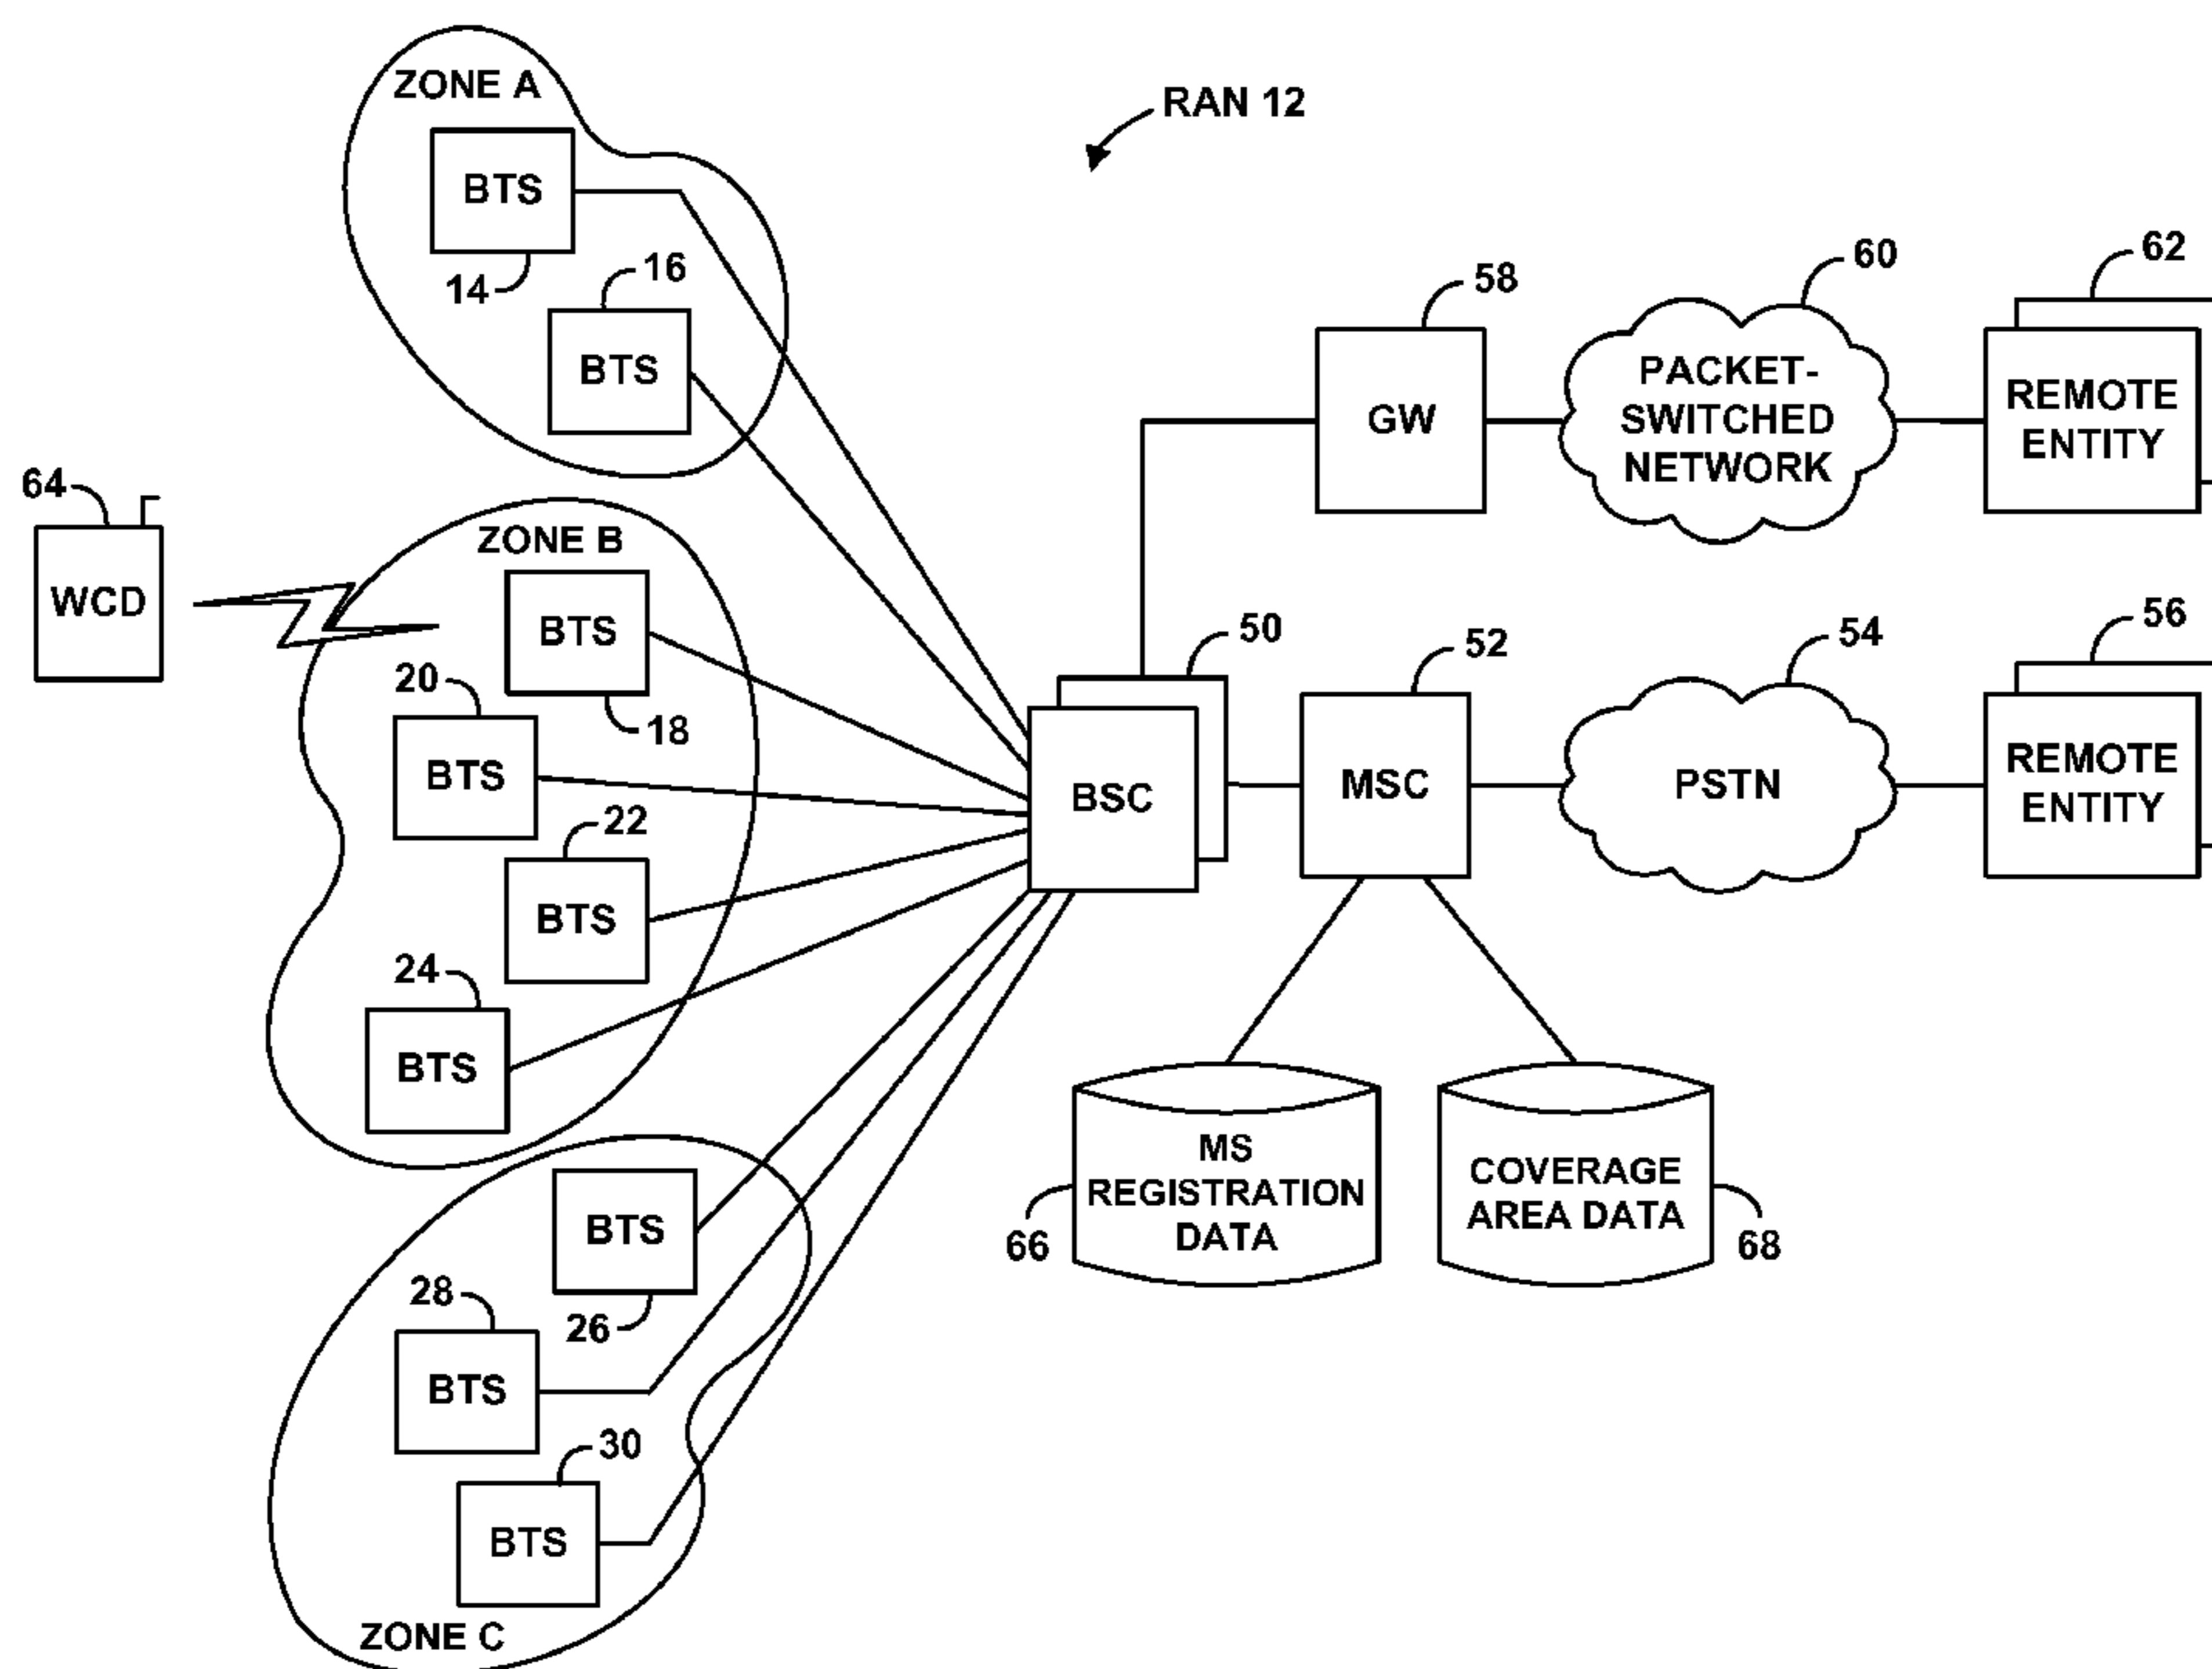 ZONE A
RAN 12
BTS
14
16
BTS
58
60
62
GW
PACKET-
SWITCHED
NETWORK
REMOTE
ENTITY
64
WCD
ZONE B
BTS
18
20
BTS
22
BTS
24
BTS
50
BSC
52
MSC
54
PSTN
56
REMOTE
ENTITY
MS
REGISTRATION
DATA
66
COVERAGE
AREA DATA
68
BTS
26
28
BTS
30
BTS
ZONE C